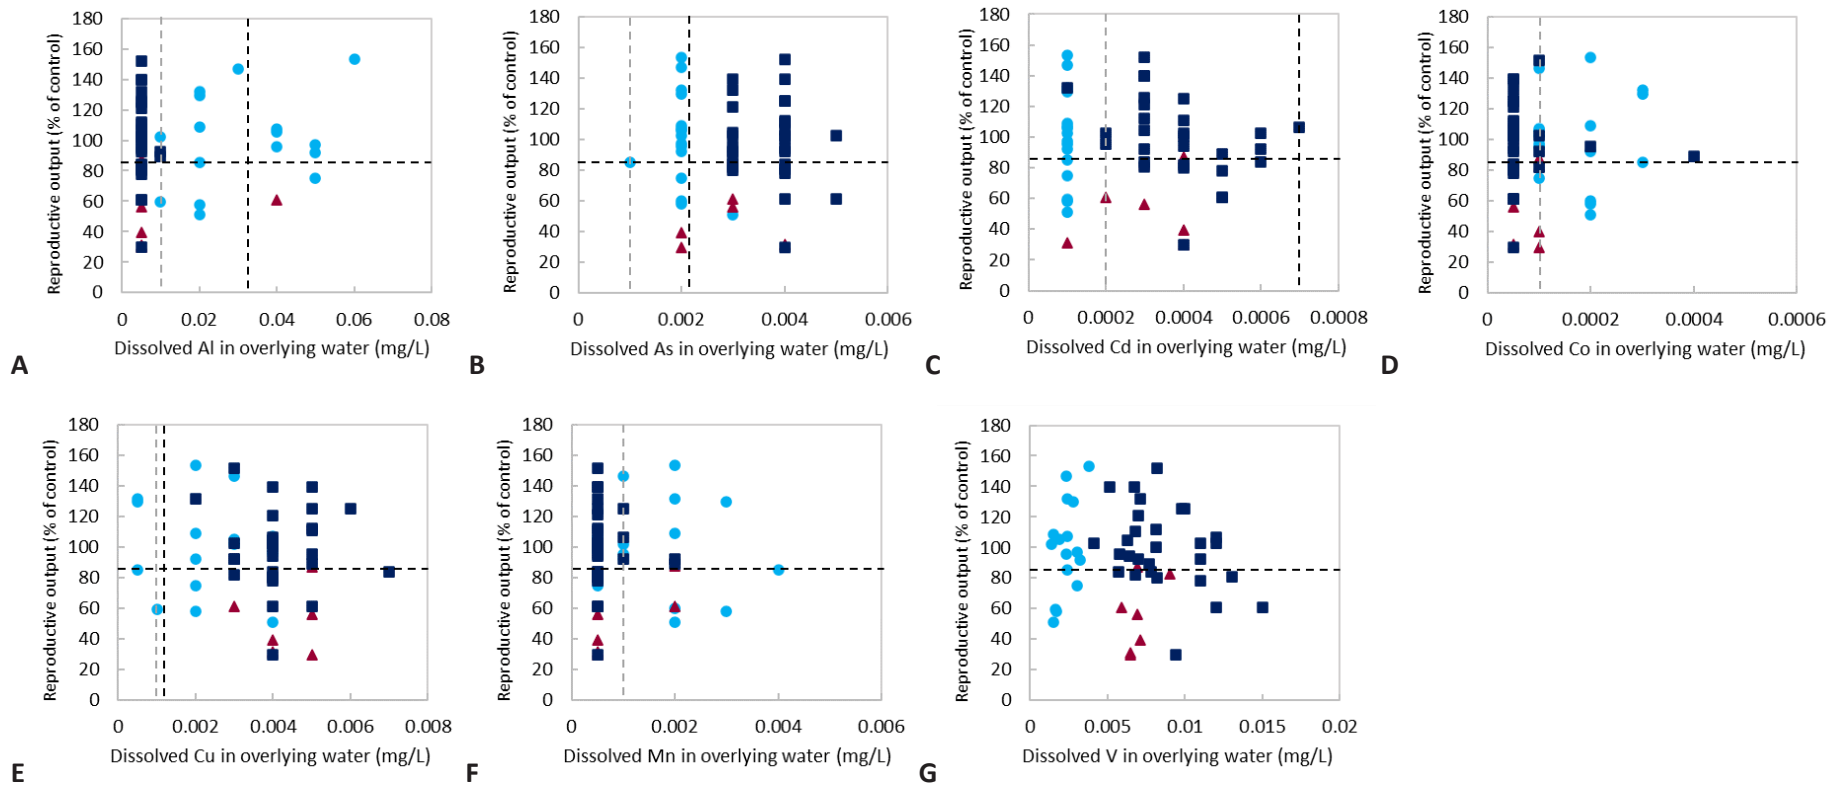 Reproductive output (% of control)
180
160
140
120
100
80
60
40
20
0
0 0.02 0.04 0.06 0.08
Dissolved Al in overlying water (mg/L)
A
Reproductive output (% of control)
180
160
140
120
100
80
60
40
20
0
0 0.002 0.004 0.006
Dissolved As in overlying water (mg/L)
B
Reproductive output (% of control)
180
160
140
120
100
80
60
40
20
0
0 0.0002 0.0004 0.0006 0.0008
Dissolved Cd in overlying water (mg/L)
C
Reproductive output (% of control)
180
160
140
120
100
80
60
40
20
0
0 0.0002 0.0004 0.0006
Dissolved Co in overlying water (mg/L)
D
Reproductive output (% of control)
180
160
140
120
100
80
60
40
20
0
0 0.002 0.004 0.006 0.008
Dissolved Cu in overlying water (mg/L)
E
Reproductive output (% of control)
180
160
140
120
100
80
60
40
20
0
0 0.002 0.004 0.006
Dissolved Mn in overlying water (mg/L)
F
Reproductive output (% of control)
180
160
140
120
100
80
60
40
20
0
0 0.005 0.01 0.015 0.02
Dissolved V in overlying water (mg/L)
G